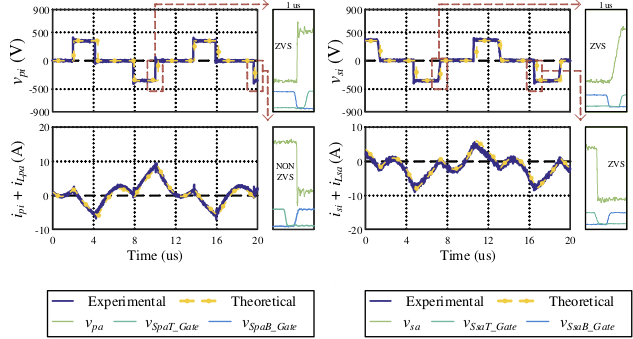 1 us
1 us
900
500
0
-500
-900
v_pi (V)
ZVS
900
500
0
-500
-900
v_si (V)
ZVS
20
10
0
-10
i_pi + i_Lpa (A)
0 4 8 12 16 20
Time (us)
NON
ZVS
10
0
-10
-20
i_si + i_Lsa (A)
0 4 8 12 16 20
Time (us)
ZVS
Experimental Theoretical
v_pa v_SpaT_Gate v_SpaB_Gate
Experimental Theoretical
v_sa v_SsaT_Gate v_SsaB_Gate